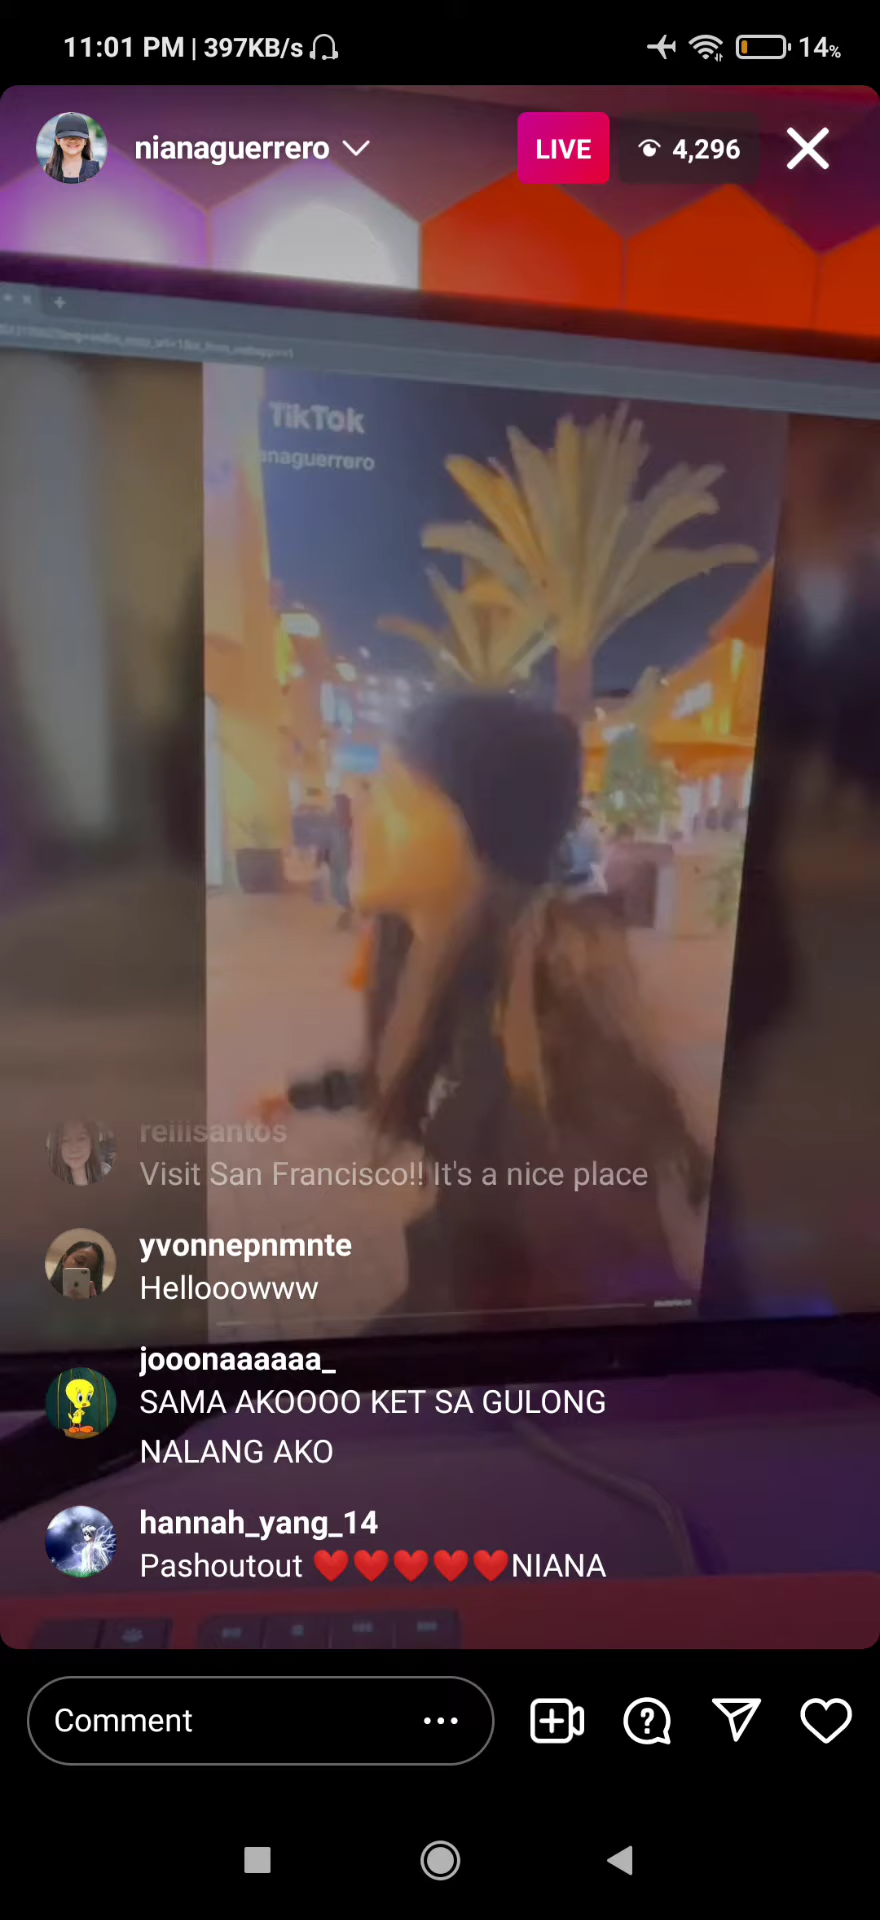 11:01 PM | 397KB/s
14%
nianaguerrero
LIVE
4,296
TikTok
naguerrero
reiiisantos
Visit San Francisco!! It's a nice place
yvonnepnmnte
Hellooowww
jooonaaaaaa_
SAMA AKOOOO KET SA GULONG
NALANG AKO
hannah_yang_14
Pashoutout ❤️❤️❤️❤️❤️NIANA
Comment